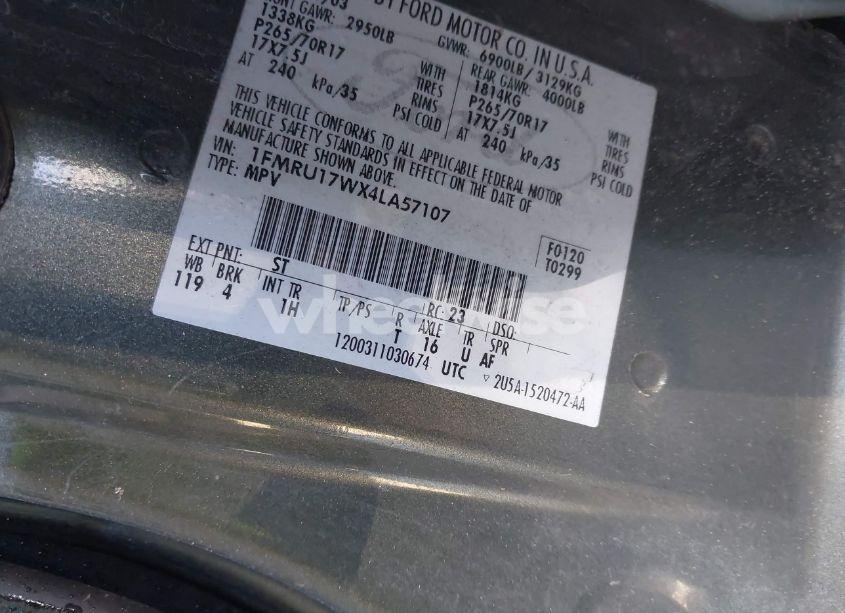 BY FORD MOTOR CO. IN U.S.A.
GVWR: 6900LB / 3129KG
GAWR: 2950LB
1338KG
P265/70R17
17X7.5J
AT 240 kPa/35
WITH
TIRES
RIMS
PSI COLD
REAR GAWR: 4000LB
1814KG
P265/70R17
17X7.5J
AT 240 kPa/35
WITH
TIRES
RIMS
PSI COLD
THIS VEHICLE CONFORMS TO ALL APPLICABLE FEDERAL MOTOR
VEHICLE SAFETY STANDARDS IN EFFECT ON THE DATE OF
MANUFACTURE SHOWN ABOVE.
VIN: 1FMRU17WX4LA57107
TYPE: MPV
F0120
T0299
EXT PNT: ST RC: 23 DSO:
WB BRK INT TR TP/PS R AXLE TR SPR
119 4 1H T 16 U AF
1200311030674 UTC
▽2U5A-1520472-AA